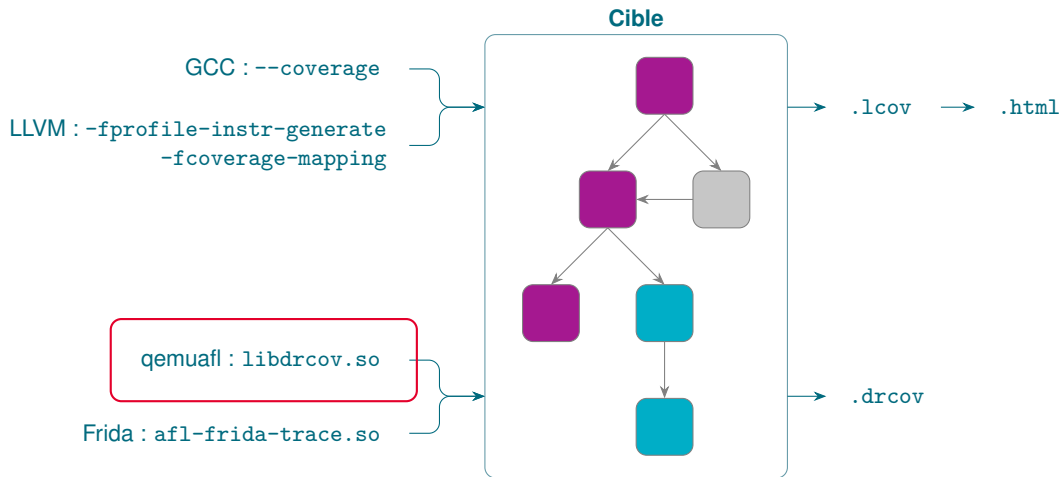 Cible
GCC : --coverage
LLVM : -fprofile-instr-generate
-fcoverage-mapping
.lcov
.html
qemuafl : libdrcov.so
Frida : afl-frida-trace.so
.drcov